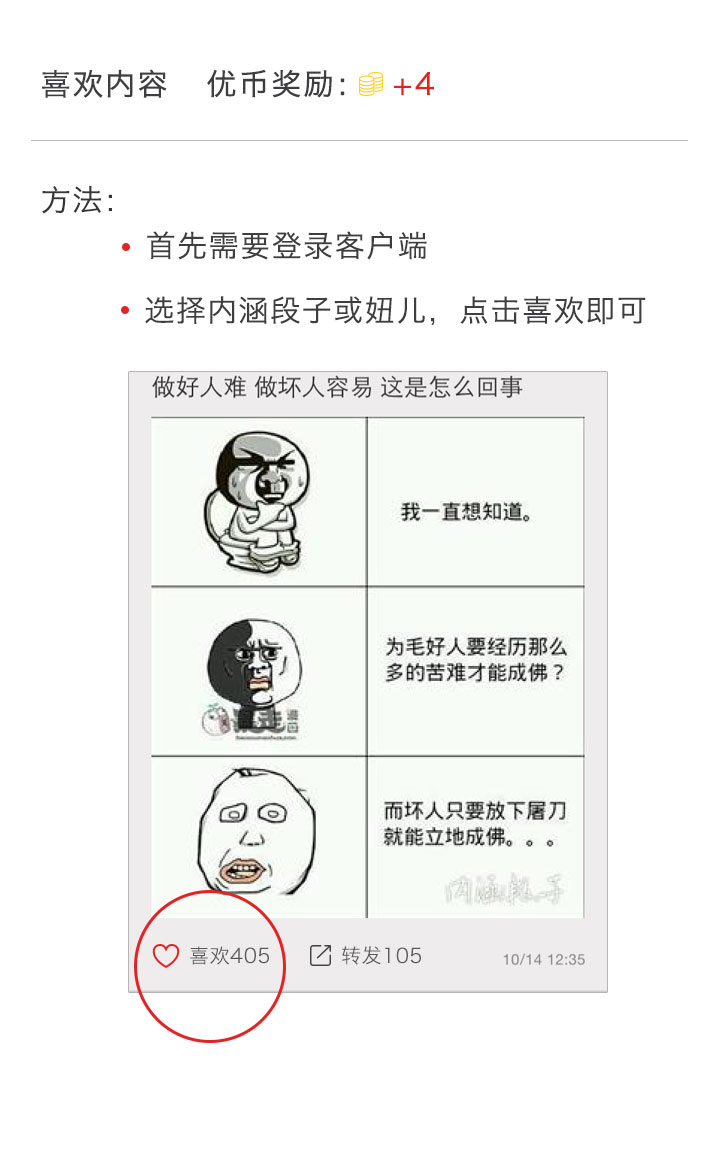 喜欢内容 优币奖励: +4
方法:
• 首先需要登录客户端
• 选择内涵段子或妞儿，点击喜欢即可
做好人难 做坏人容易 这是怎么回事
我一直想知道。
为毛好人要经历那么
多的苦难才能成佛？
而坏人只要放下屠刀
就能立地成佛。。。
内涵段子
喜欢405 转发105 10/14 12:35